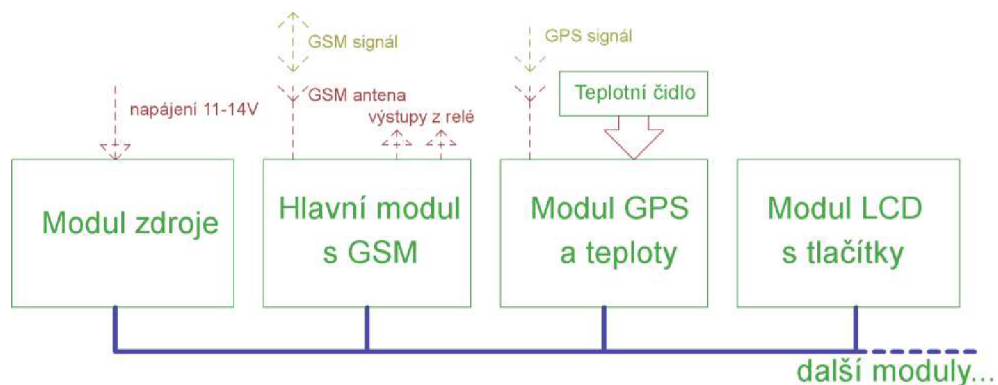 GSM signál
GPS signál
napájení 11-14V
GSM antena
výstupy z relé
Teplotní čidlo
Modul zdroje
Hlavní modul
s GSM
Modul GPS
a teploty
Modul LCD
s tlačítky
další moduly...